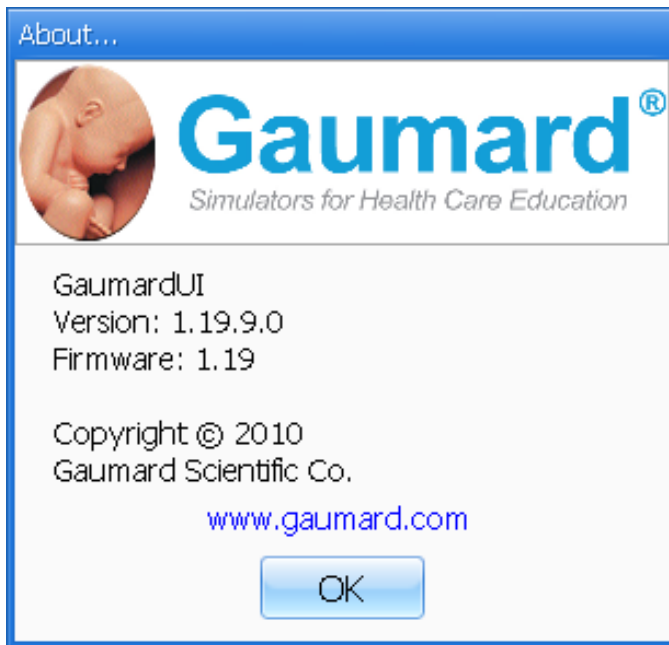 About...
Gaumard®
Simulators for Health Care Education
GaumardUI
Version: 1.19.9.0
Firmware: 1.19
Copyright © 2010
Gaumard Scientific Co.
www.gaumard.com
OK